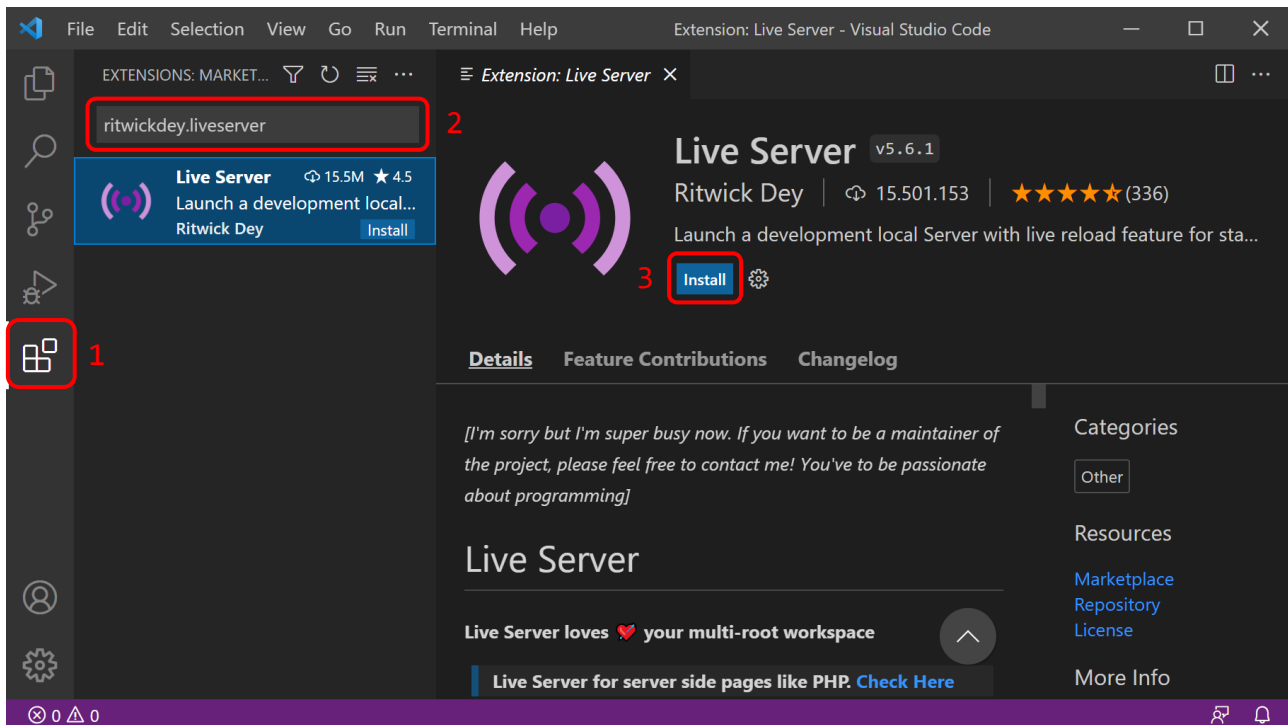 File Edit Selection View Go Run Terminal Help Extension: Live Server - Visual Studio Code
EXTENSIONS: MARKET...
ritwickdey.liveserver
2
Live Server 15.5M ★ 4.5
Launch a development local...
Ritwick Dey Install
1
Extension: Live Server
Live Server v5.6.1
Ritwick Dey 15.501.153 (336)
Launch a development local Server with live reload feature for sta...
3 Install
Details Feature Contributions Changelog
[I'm sorry but I'm super busy now. If you want to be a maintainer of
the project, please feel free to contact me! You've to be passionate
about programming]
Live Server
Live Server loves 💘 your multi-root workspace
Live Server for server side pages like PHP. Check Here
Categories
Other
Resources
Marketplace
Repository
License
More Info
0 0